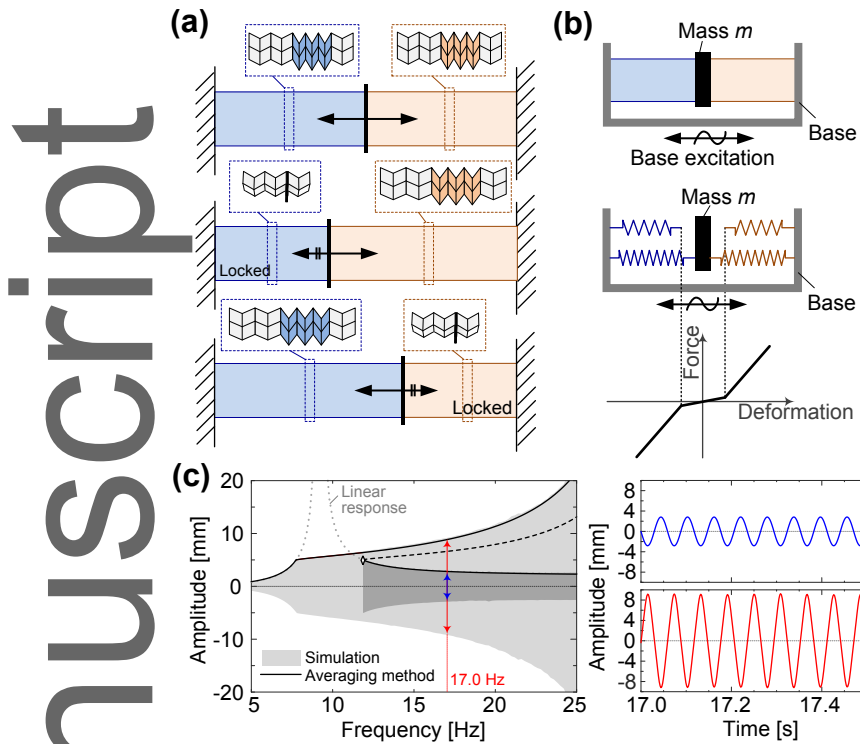 nuscript
(a)
Locked
Locked
(b)
Mass m
Base
Base excitation
Mass m
Base
Force
Deformation
(c)
20
10
0
-10
-20
Amplitude [mm]
Linear
response
Simulation
Averaging method
17.0 Hz
5
10
15
20
25
Frequency [Hz]
8
4
0
-4
-8
8
4
0
-4
-8
Amplitude [mm]
17.0
17.2
17.4
Time [s]